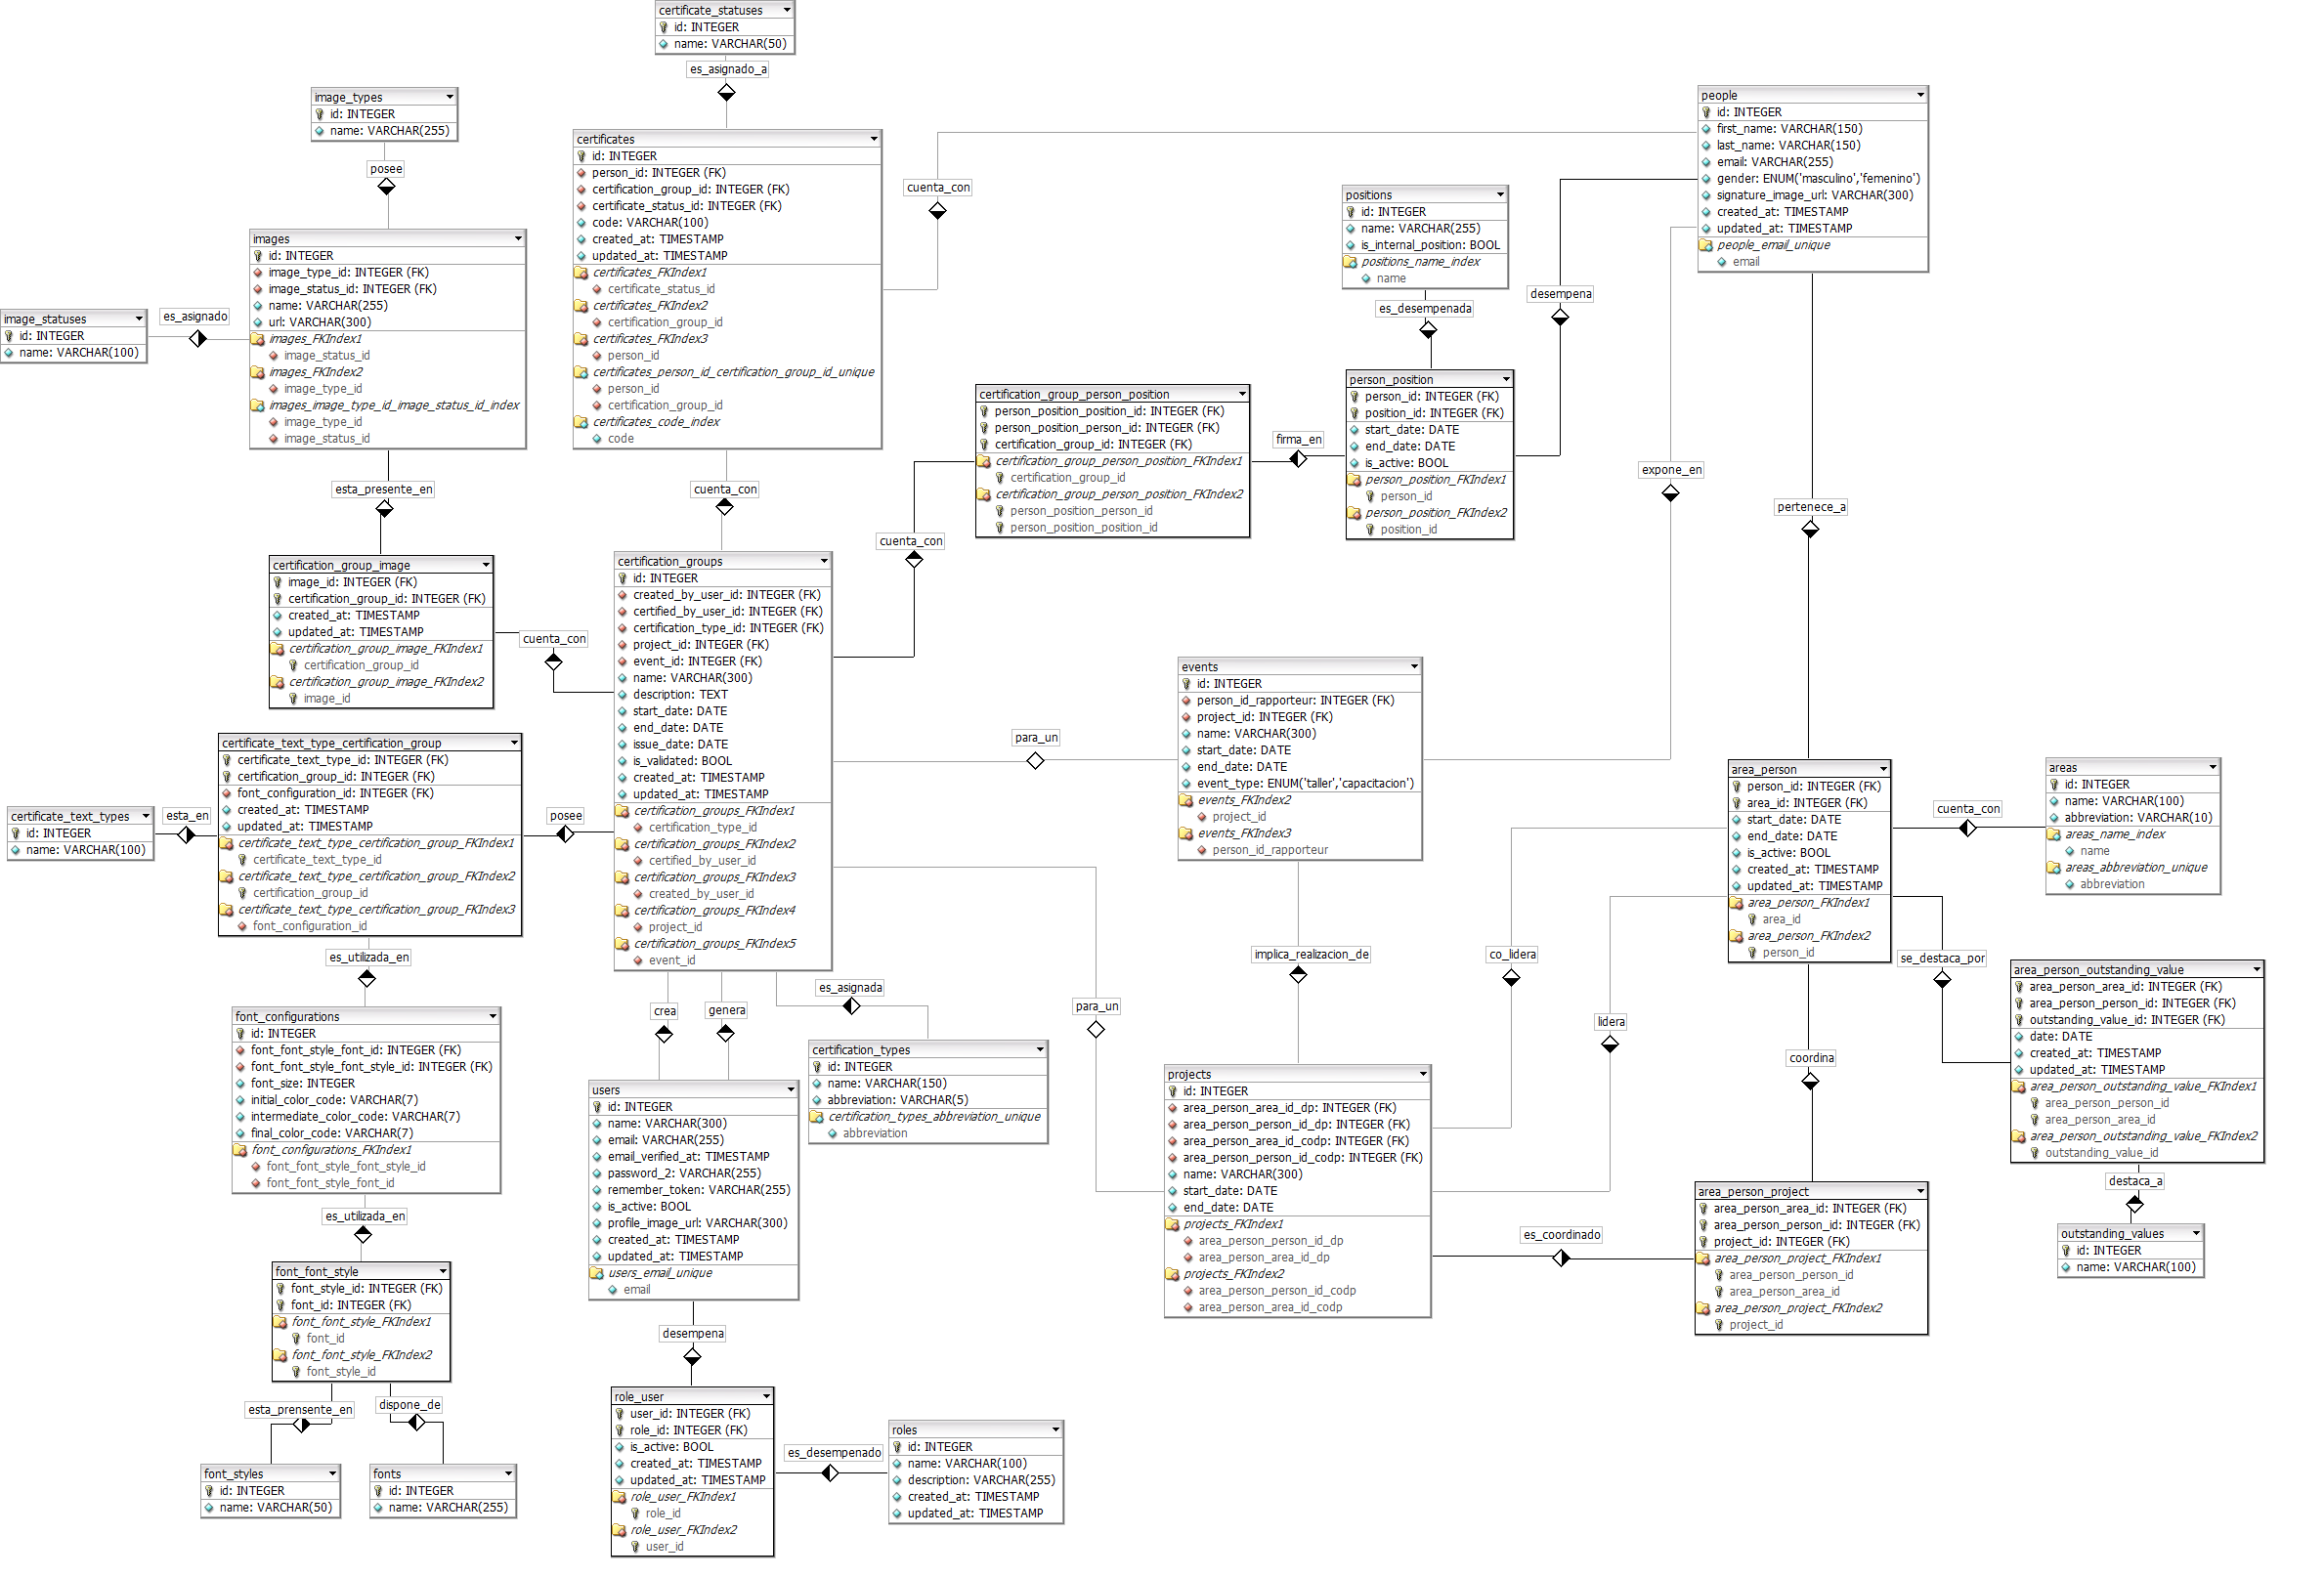 certificate_statuses
id: INTEGER
name: VARCHAR(50)
es_asignado_a
image_types
id: INTEGER
name: VARCHAR(255)
posee
certificates
id: INTEGER
person_id: INTEGER (FK)
certification_group_id: INTEGER (FK)
certificate_status_id: INTEGER (FK)
code: VARCHAR(100)
created_at: TIMESTAMP
updated_at: TIMESTAMP
certificates_FKIndex1
certificate_status_id
certificates_FKIndex2
certification_group_id
certificates_FKIndex3
person_id
certificates_person_id_certification_group_id_unique
person_id
certification_group_id
certificates_code_index
code
cuenta_con
people
id: INTEGER
first_name: VARCHAR(150)
last_name: VARCHAR(150)
email: VARCHAR(255)
gender: ENUM('masculino','femenino')
signature_image_url: VARCHAR(300)
created_at: TIMESTAMP
updated_at: TIMESTAMP
people_email_unique
email
positions
id: INTEGER
name: VARCHAR(255)
is_internal_position: BOOL
positions_name_index
name
es_desempenada
desempena
images
id: INTEGER
image_type_id: INTEGER (FK)
image_status_id: INTEGER (FK)
name: VARCHAR(255)
url: VARCHAR(300)
images_FKIndex1
image_status_id
images_FKIndex2
image_type_id
images_image_type_id_image_status_id_index
image_type_id
image_status_id
image_statuses
id: INTEGER
name: VARCHAR(100)
es_asignado
esta_presente_en
cuenta_con
certification_group_person_position
person_position_position_id: INTEGER (FK)
person_position_person_id: INTEGER (FK)
certification_group_id: INTEGER (FK)
certification_group_person_position_FKIndex1
certification_group_id
certification_group_person_position_FKIndex2
person_position_person_id
person_position_position_id
firma_en
person_position
person_id: INTEGER (FK)
position_id: INTEGER (FK)
start_date: DATE
end_date: DATE
is_active: BOOL
person_position_FKIndex1
person_id
person_position_FKIndex2
position_id
expone_en
pertenece_a
cuenta_con
certification_group_image
image_id: INTEGER (FK)
certification_group_id: INTEGER (FK)
created_at: TIMESTAMP
updated_at: TIMESTAMP
certification_group_image_FKIndex1
certification_group_id
certification_group_image_FKIndex2
image_id
cuenta_con
certification_groups
id: INTEGER
created_by_user_id: INTEGER (FK)
certified_by_user_id: INTEGER (FK)
certification_type_id: INTEGER (FK)
project_id: INTEGER (FK)
event_id: INTEGER (FK)
name: VARCHAR(300)
description: TEXT
start_date: DATE
end_date: DATE
issue_date: DATE
is_validated: BOOL
created_at: TIMESTAMP
updated_at: TIMESTAMP
certification_groups_FKIndex1
certification_type_id
certification_groups_FKIndex2
certified_by_user_id
certification_groups_FKIndex3
created_by_user_id
certification_groups_FKIndex4
project_id
certification_groups_FKIndex5
event_id
para_un
events
id: INTEGER
person_id_rapporteur: INTEGER (FK)
project_id: INTEGER (FK)
name: VARCHAR(300)
start_date: DATE
end_date: DATE
event_type: ENUM('taller','capacitacion')
events_FKIndex2
project_id
events_FKIndex3
person_id_rapporteur
certificate_text_type_certification_group
certificate_text_type_id: INTEGER (FK)
certification_group_id: INTEGER (FK)
font_configuration_id: INTEGER (FK)
created_at: TIMESTAMP
updated_at: TIMESTAMP
certificate_text_type_certification_group_FKIndex1
certificate_text_type_id
certificate_text_type_certification_group_FKIndex2
certification_group_id
certificate_text_type_certification_group_FKIndex3
font_configuration_id
certificate_text_types
id: INTEGER
name: VARCHAR(100)
esta_en
posee
area_person
person_id: INTEGER (FK)
area_id: INTEGER (FK)
start_date: DATE
end_date: DATE
is_active: BOOL
created_at: TIMESTAMP
updated_at: TIMESTAMP
area_person_FKIndex1
area_id
area_person_FKIndex2
person_id
cuenta_con
areas
id: INTEGER
name: VARCHAR(100)
abbreviation: VARCHAR(10)
areas_name_index
name
areas_abbreviation_unique
abbreviation
es_utilizada_en
implica_realizacion_de
co_lidera
se_destaca_por
area_person_outstanding_value
area_person_area_id: INTEGER (FK)
area_person_person_id: INTEGER (FK)
outstanding_value_id: INTEGER (FK)
date: DATE
created_at: TIMESTAMP
updated_at: TIMESTAMP
area_person_outstanding_value_FKIndex1
area_person_person_id
area_person_area_id
area_person_outstanding_value_FKIndex2
outstanding_value_id
crea
genera
es_asignada
para_un
lidera
coordina
font_configurations
id: INTEGER
font_font_style_font_id: INTEGER (FK)
font_font_style_font_style_id: INTEGER (FK)
font_size: INTEGER
initial_color_code: VARCHAR(7)
intermediate_color_code: VARCHAR(7)
final_color_code: VARCHAR(7)
font_configurations_FKIndex1
font_font_style_font_style_id
font_font_style_font_id
certification_types
id: INTEGER
name: VARCHAR(150)
abbreviation: VARCHAR(5)
certification_types_abbreviation_unique
abbreviation
users
id: INTEGER
name: VARCHAR(300)
email: VARCHAR(255)
email_verified_at: TIMESTAMP
password_2: VARCHAR(255)
remember_token: VARCHAR(255)
is_active: BOOL
profile_image_url: VARCHAR(300)
created_at: TIMESTAMP
updated_at: TIMESTAMP
users_email_unique
email
projects
id: INTEGER
area_person_area_id_dp: INTEGER (FK)
area_person_person_id_dp: INTEGER (FK)
area_person_area_id_codp: INTEGER (FK)
area_person_person_id_codp: INTEGER (FK)
name: VARCHAR(300)
start_date: DATE
end_date: DATE
projects_FKIndex1
area_person_person_id_dp
area_person_area_id_dp
projects_FKIndex2
area_person_person_id_codp
area_person_area_id_codp
es_coordinado
area_person_project
area_person_area_id: INTEGER (FK)
area_person_person_id: INTEGER (FK)
project_id: INTEGER (FK)
area_person_project_FKIndex1
area_person_person_id
area_person_area_id
area_person_project_FKIndex2
project_id
destaca_a
outstanding_values
id: INTEGER
name: VARCHAR(100)
es_utilizada_en
font_font_style
font_style_id: INTEGER (FK)
font_id: INTEGER (FK)
font_font_style_FKIndex1
font_id
font_font_style_FKIndex2
font_style_id
desempena
esta_prensente_en
dispone_de
role_user
user_id: INTEGER (FK)
role_id: INTEGER (FK)
is_active: BOOL
created_at: TIMESTAMP
updated_at: TIMESTAMP
role_user_FKIndex1
role_id
role_user_FKIndex2
user_id
es_desempenado
roles
id: INTEGER
name: VARCHAR(100)
description: VARCHAR(255)
created_at: TIMESTAMP
updated_at: TIMESTAMP
font_styles
id: INTEGER
name: VARCHAR(50)
fonts
id: INTEGER
name: VARCHAR(255)